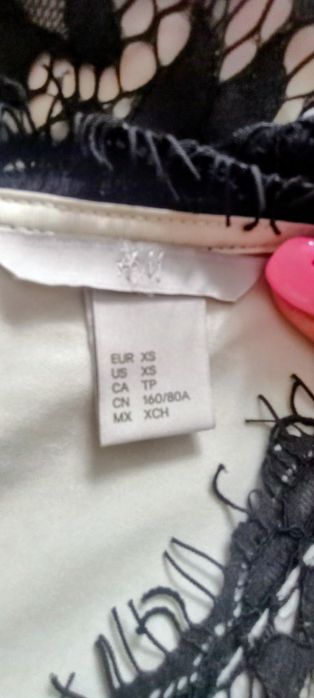 H&M
EUR XS
US XS
CA TP
CN 160/80A
MX XCH